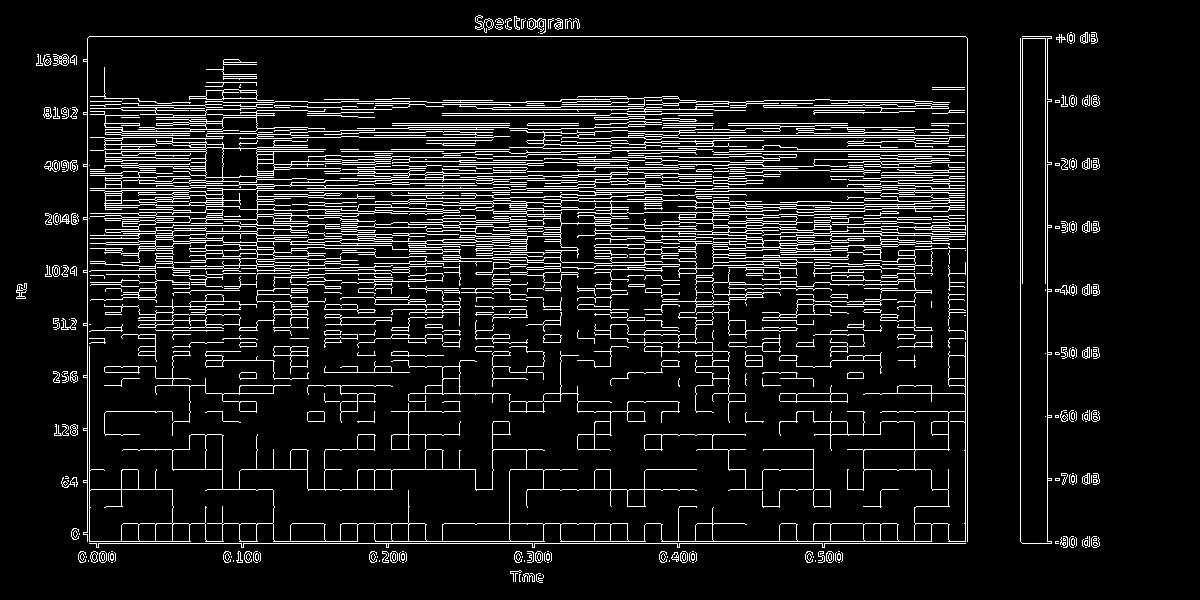 Spectrogram
+0 dB
16384
-10 dB
8192
-20 dB
4096
-30 dB
2048
1024
-40 dB
Hz
512
-50 dB
256
-60 dB
128
-70 dB
64
0
-80 dB
0.000 0.100 0.200 0.300 0.400 0.500
Time